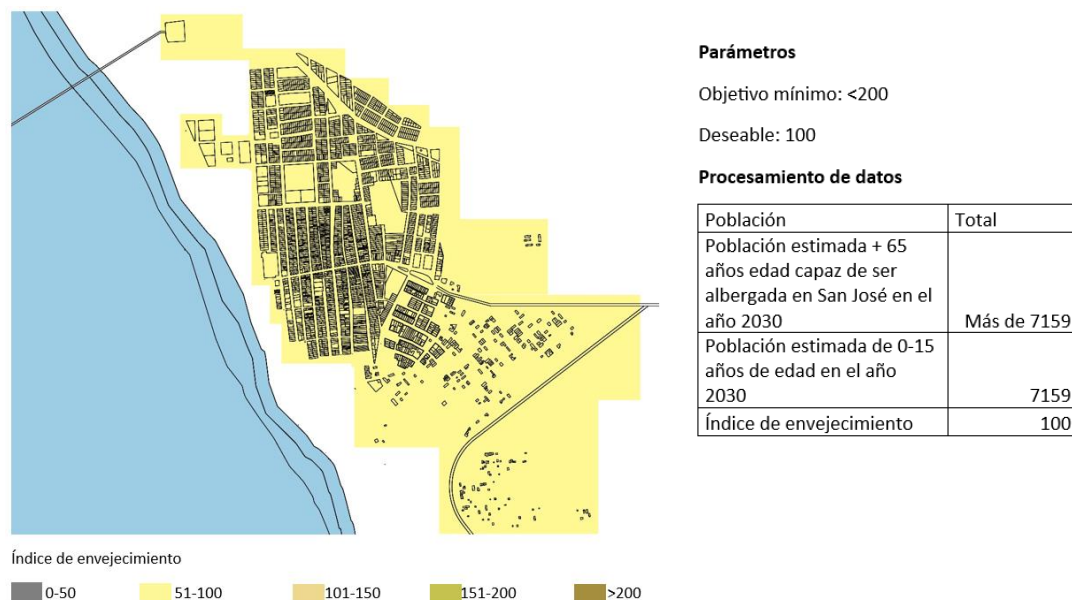 Parámetros
Objetivo mínimo: <200
Deseable: 100
Procesamiento de datos
Población Total
Población estimada + 65
años edad capaz de ser
albergada en San José en el
año 2030 Más de 7159
Población estimada de 0-15
años de edad en el año
2030 7159
Índice de envejecimiento 100
Índice de envejecimiento
0-50 51-100 101-150 151-200 >200